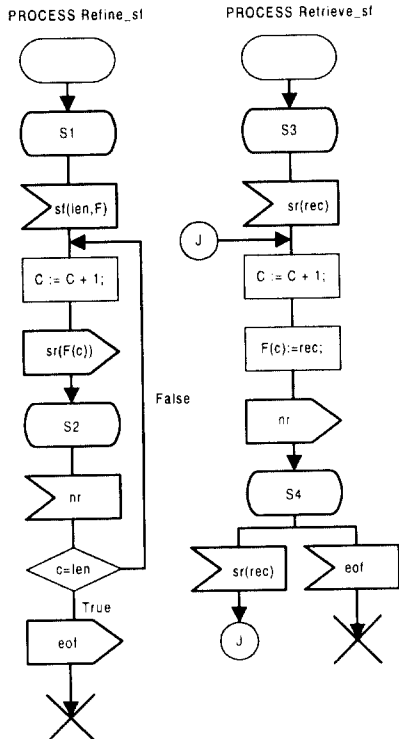 PROCESS Refine_sf
S1
sf(len,F)
C := C + 1;
sr(F(c))
S2
nr
c=len
False
True
eof
PROCESS Retrieve_sf
S3
sr(rec)
J
C := C + 1;
F(c):=rec;
nr
S4
sr(rec)
eof
J